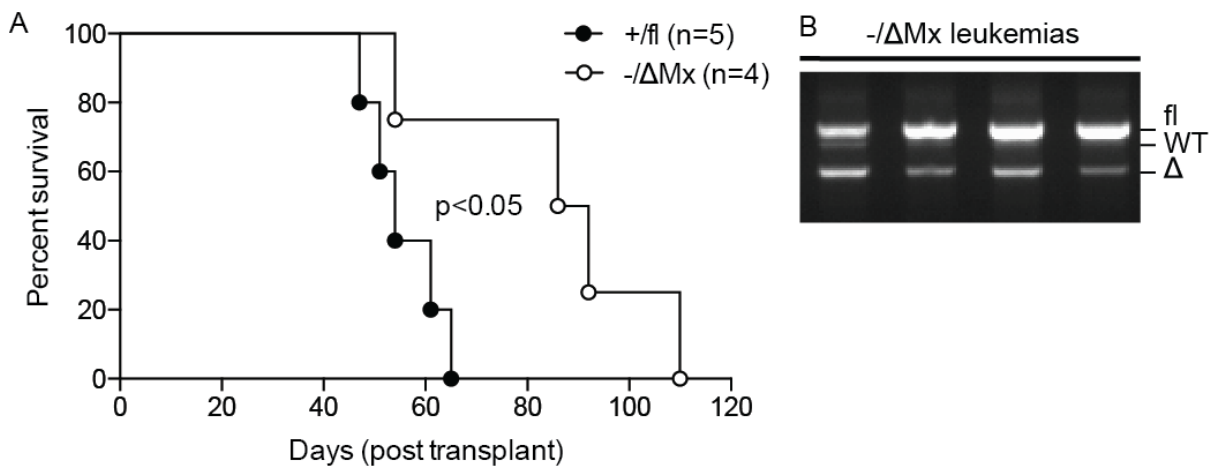 A
100
80
60
40
20
0
Percent survival
0 20 40 60 80 100 120
Days (post transplant)
+/fl (n=5)
-/ΔMx (n=4)
p<0.05
B
-/ΔMx leukemias
fl
WT
Δ